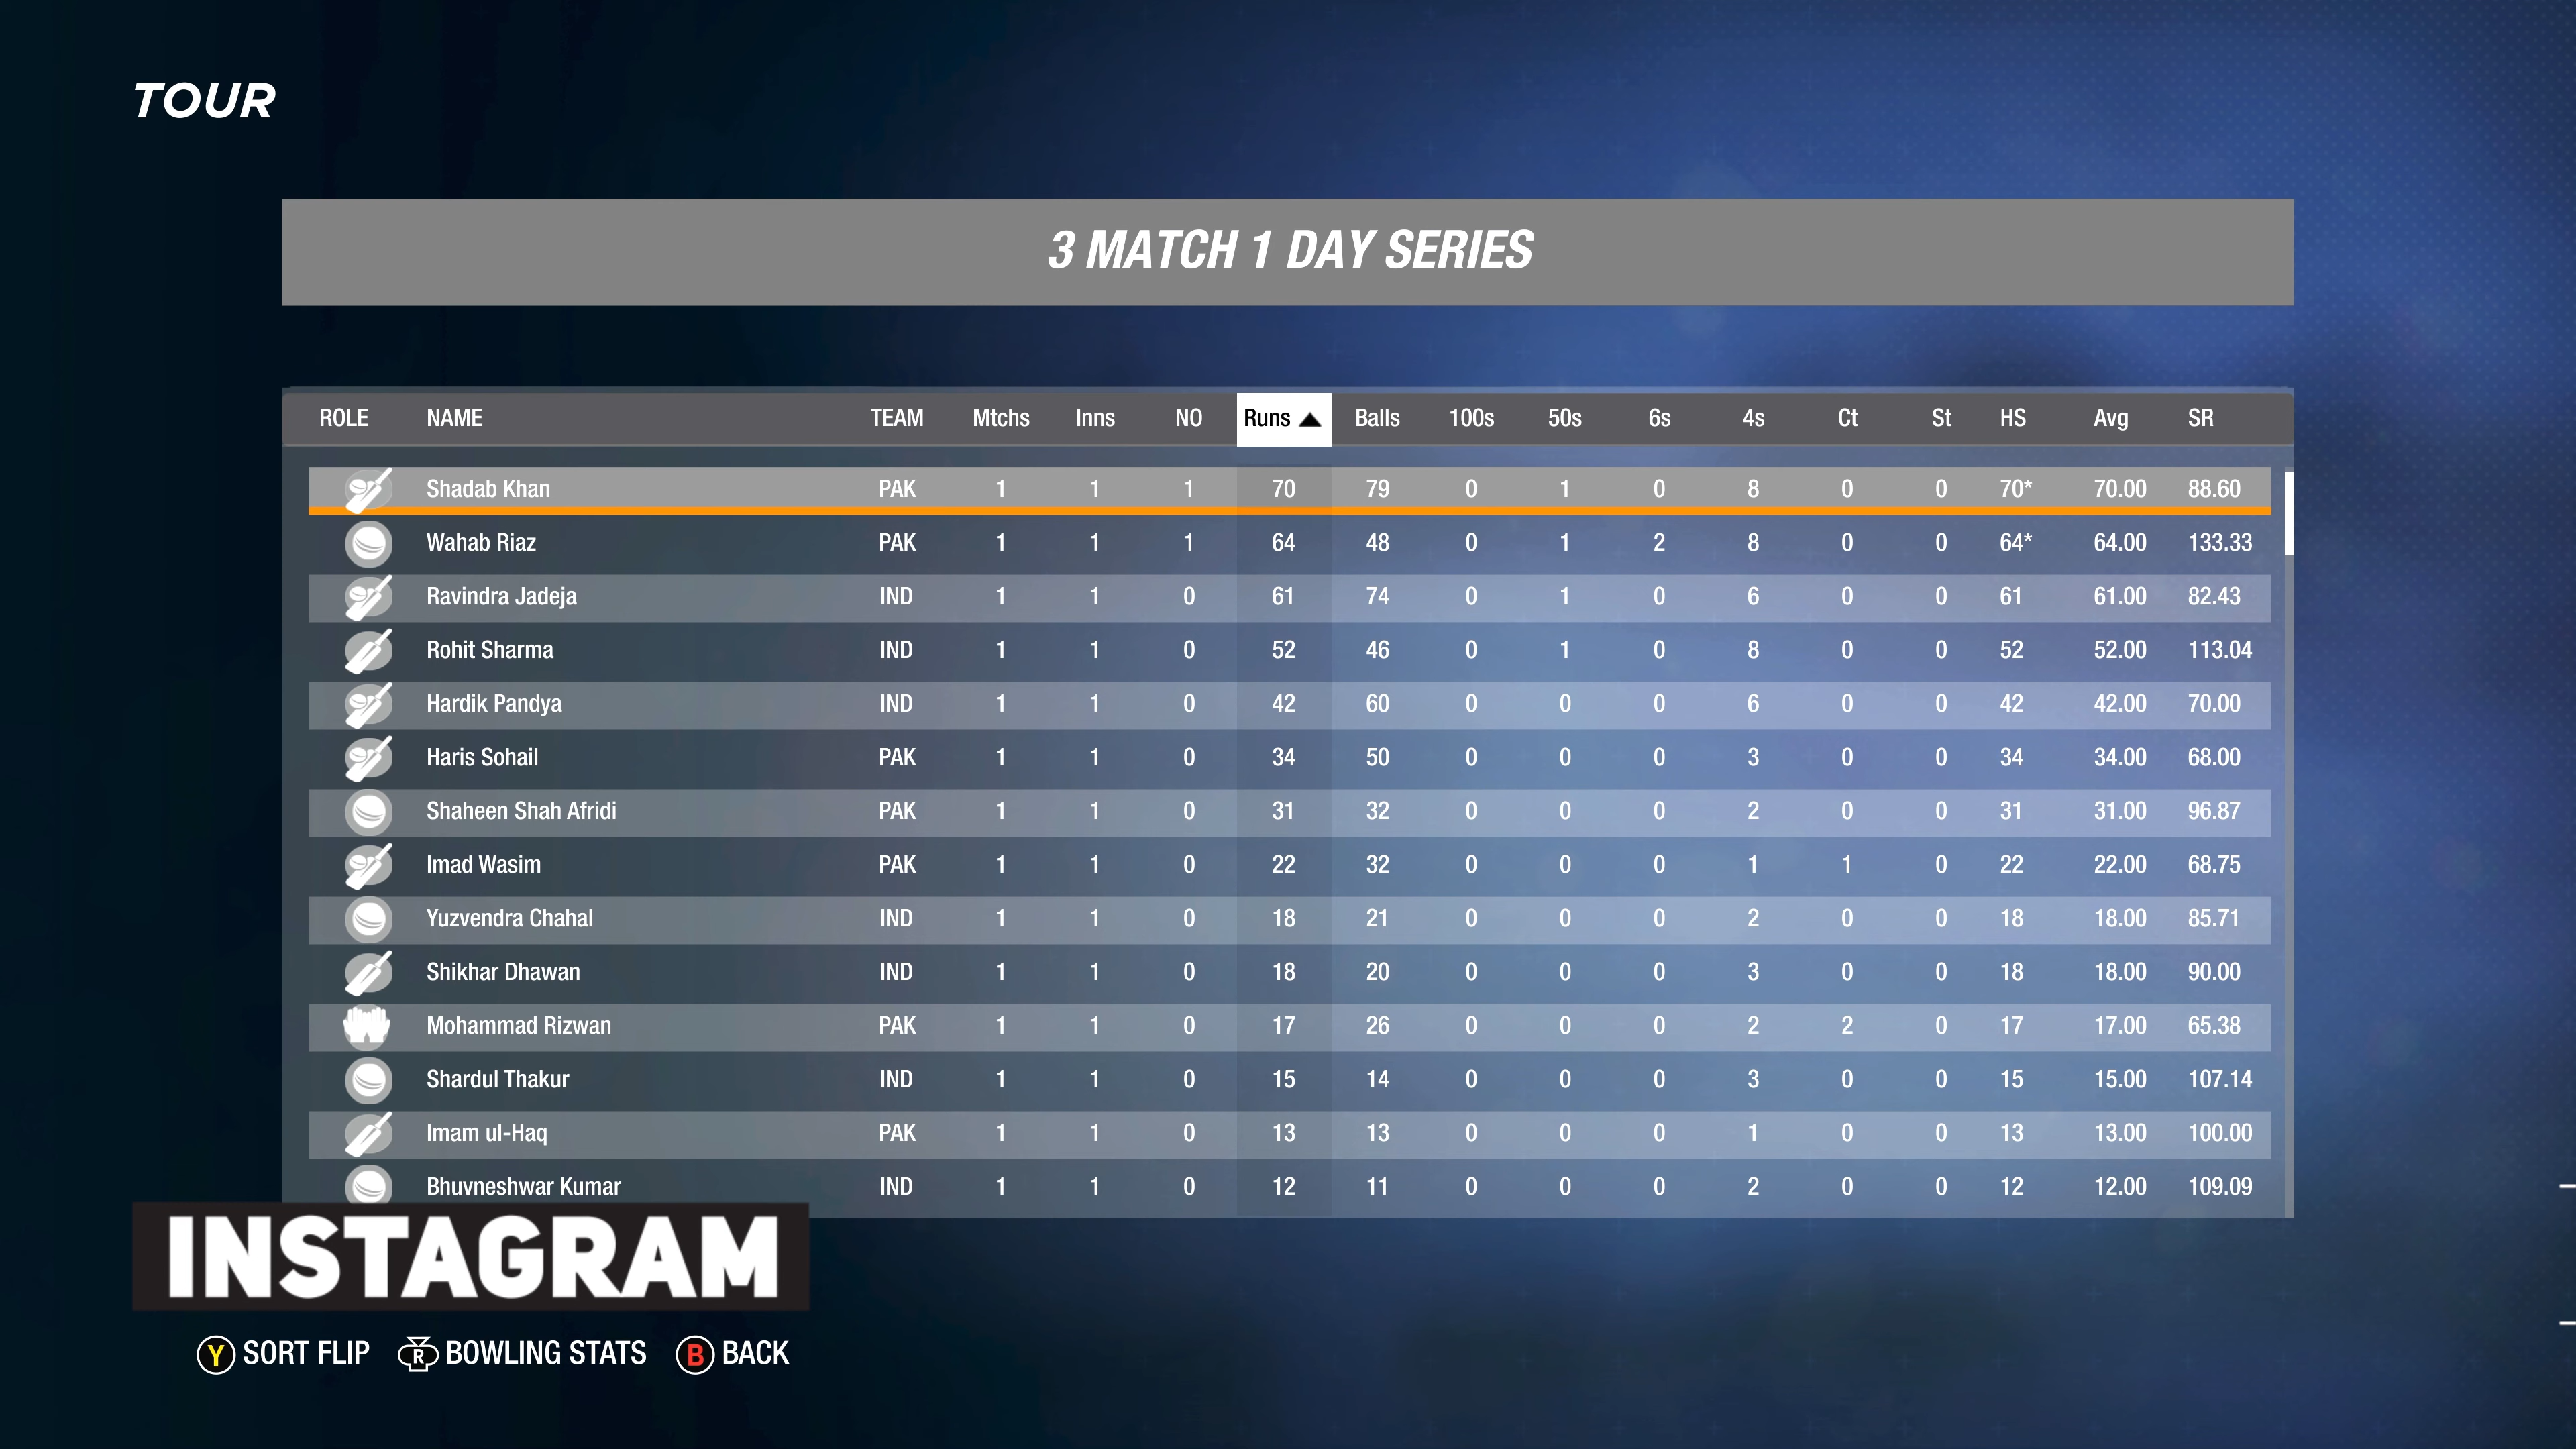 TOUR
3 MATCH 1 DAY SERIES
ROLE NAME TEAM Mtchs Inns NO Runs ▲ Balls 100s 50s 6s 4s Ct St HS Avg SR
Shadab Khan PAK 1 1 1 70 79 0 1 0 8 0 0 70* 70.00 88.60
Wahab Riaz PAK 1 1 1 64 48 0 1 2 8 0 0 64* 64.00 133.33
Ravindra Jadeja IND 1 1 0 61 74 0 1 0 6 0 0 61 61.00 82.43
Rohit Sharma IND 1 1 0 52 46 0 1 0 8 0 0 52 52.00 113.04
Hardik Pandya IND 1 1 0 42 60 0 0 0 6 0 0 42 42.00 70.00
Haris Sohail PAK 1 1 0 34 50 0 0 0 3 0 0 34 34.00 68.00
Shaheen Shah Afridi PAK 1 1 0 31 32 0 0 0 2 0 0 31 31.00 96.87
Imad Wasim PAK 1 1 0 22 32 0 0 0 1 1 0 22 22.00 68.75
Yuzvendra Chahal IND 1 1 0 18 21 0 0 0 2 0 0 18 18.00 85.71
Shikhar Dhawan IND 1 1 0 18 20 0 0 0 3 0 0 18 18.00 90.00
Mohammad Rizwan PAK 1 1 0 17 26 0 0 0 2 2 0 17 17.00 65.38
Shardul Thakur IND 1 1 0 15 14 0 0 0 3 0 0 15 15.00 107.14
Imam ul-Haq PAK 1 1 0 13 13 0 0 0 1 0 0 13 13.00 100.00
Bhuvneshwar Kumar IND 1 1 0 12 11 0 0 0 2 0 0 12 12.00 109.09
INSTAGRAM
Y SORT FLIP R BOWLING STATS B BACK